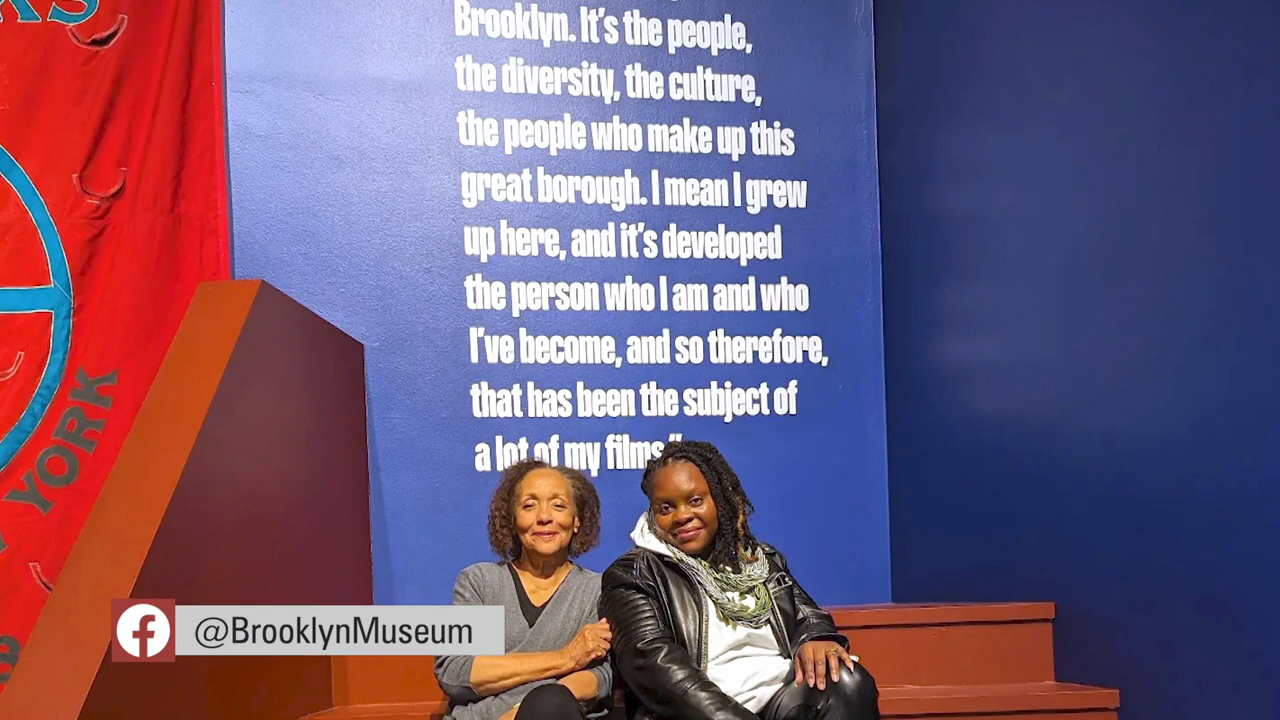 Brooklyn. It's the people,
the diversity, the culture,
the people who make up this
great borough. I mean I grew
up here, and it's developed
the person who I am and who
I've become, and so therefore,
that has been the subject of
a lot of my films."
YORK
@BrooklynMuseum